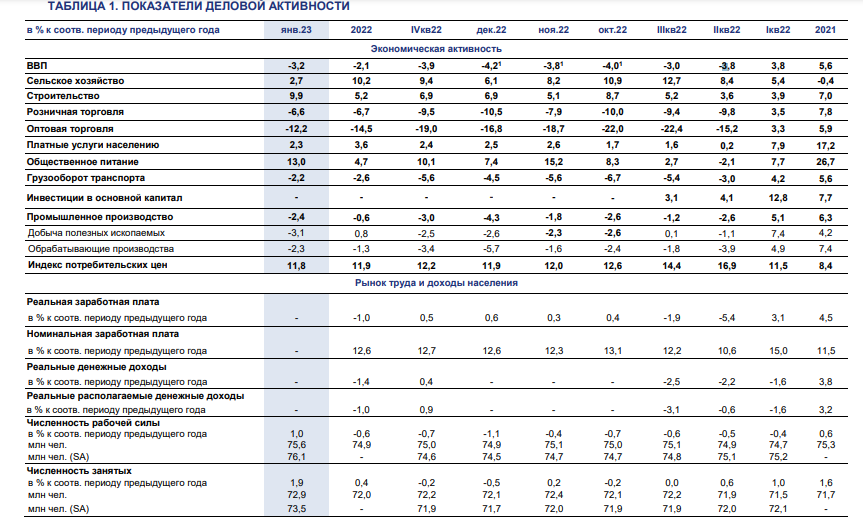 ТАБЛИЦА 1. ПОКАЗАТЕЛИ ДЕЛОВОЙ АКТИВНОСТИ
в % к соотв. периоду предыдущего года янв.23 2022 IVкв22 дек.22 ноя.22 окт.22 IIIкв22 IIкв22 Iкв22 2021
Экономическая активность
ВВП -3,2 -2,1 -3,9 -4,2¹ -3,8¹ -4,0¹ -3,0 -3,8 3,8 5,6
Сельское хозяйство 2,7 10,2 9,4 6,1 8,2 10,9 12,7 8,4 5,4 -0,4
Строительство 9,9 5,2 6,9 6,9 5,1 8,7 5,2 3,6 3,9 7,0
Розничная торговля -6,6 -6,7 -9,5 -10,5 -7,9 -10,0 -9,4 -9,8 3,5 7,8
Оптовая торговля -12,2 -14,5 -19,0 -16,8 -18,7 -22,0 -22,4 -15,2 3,3 5,9
Платные услуги населению 2,3 3,6 2,4 2,5 2,6 1,7 1,6 0,2 7,9 17,2
Общественное питание 13,0 4,7 10,1 7,4 15,2 8,3 2,7 -2,1 7,7 26,7
Грузооборот транспорта -2,2 -2,6 -5,6 -4,5 -5,6 -6,7 -5,4 -3,0 4,2 5,6
Инвестиции в основной капитал - - - - - - 3,1 4,1 12,8 7,7
Промышленное производство -2,4 -0,6 -3,0 -4,3 -1,8 -2,6 -1,2 -2,6 5,1 6,3
Добыча полезных ископаемых -3,1 0,8 -2,5 -2,6 -2,3 -2,6 0,1 -1,1 7,4 4,2
Обрабатывающие производства -2,3 -1,3 -3,4 -5,7 -1,6 -2,4 -1,8 -3,9 4,9 7,4
Индекс потребительских цен 11,8 11,9 12,2 11,9 12,0 12,6 14,4 16,9 11,5 8,4
Рынок труда и доходы населения
Реальная заработная плата
в % к соотв. периоду предыдущего года - -1,0 0,5 0,6 0,3 0,4 -1,9 -5,4 3,1 4,5
Номинальная заработная плата
в % к соотв. периоду предыдущего года - 12,6 12,7 12,6 12,3 13,1 12,2 10,6 15,0 11,5
Реальные денежные доходы
в % к соотв. периоду предыдущего года - -1,4 0,4 - - - -2,5 -2,2 -1,6 3,8
Реальные располагаемые денежные доходы
в % к соотв. периоду предыдущего года - -1,0 0,9 - - - -3,1 -0,6 -1,6 3,2
Численность рабочей силы
в % к соотв. периоду предыдущего года 1,0 -0,6 -0,7 -1,1 -0,4 -0,7 -0,6 -0,5 -0,4 0,6
млн чел. 75,6 74,9 75,0 74,9 75,1 75,0 75,1 74,9 74,7 75,3
млн чел. (SA) 76,1 - 74,6 74,5 74,7 74,7 74,8 75,1 75,2 -
Численность занятых
в % к соотв. периоду предыдущего года 1,9 0,4 -0,2 -0,5 0,2 -0,2 0,0 0,6 1,0 1,6
млн чел. 72,9 72,0 72,2 72,1 72,4 72,1 72,2 71,9 71,5 71,7
млн чел. (SA) 73,5 - 71,9 71,7 72,0 71,9 71,9 72,0 72,1 -